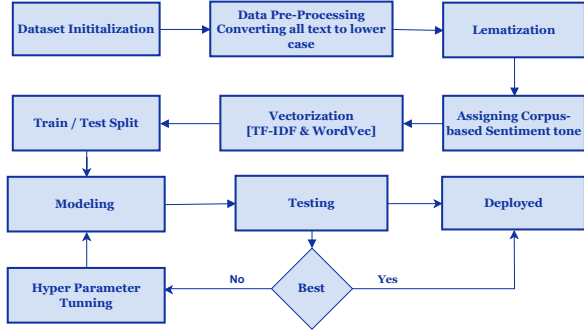 Dataset Inititalization
Data Pre-Processing
Converting all text to lower
case
Lematization
Assigning Corpus-
based Sentiment tone
Vectorization
[TF-IDF & WordVec]
Train / Test Split
Modeling
Testing
Deployed
Best
No
Yes
Hyper Parameter
Tunning